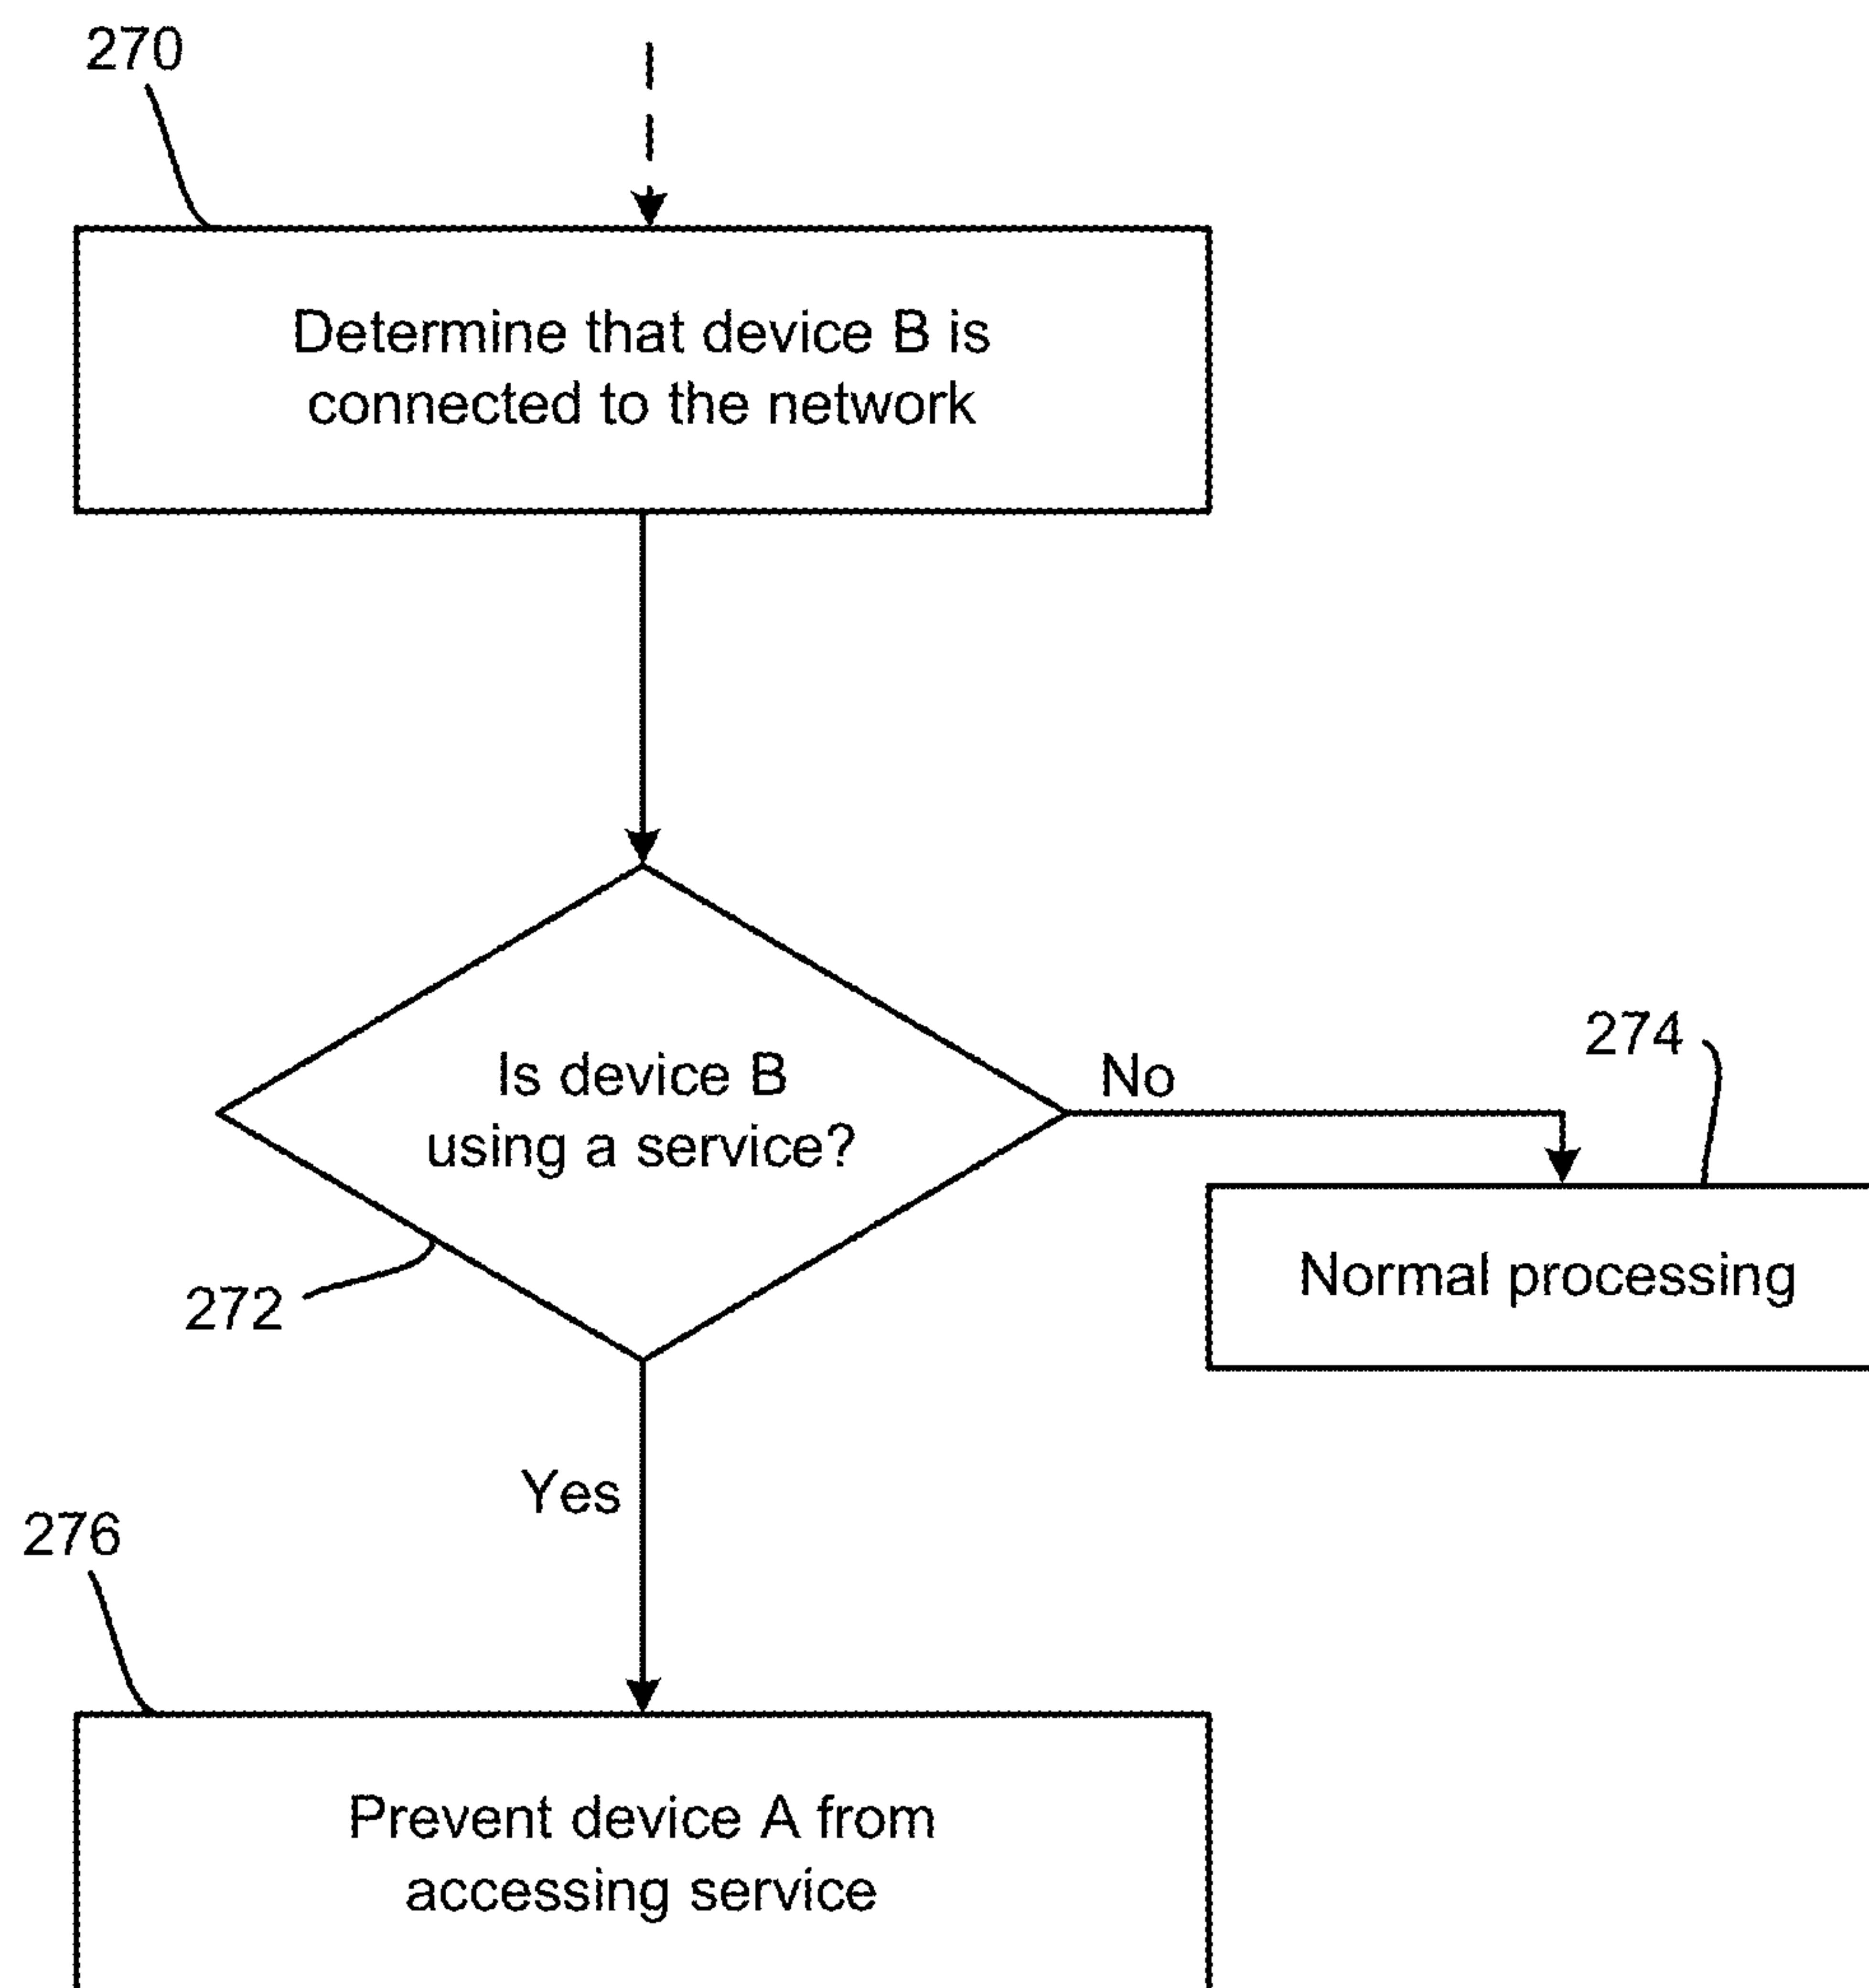 270
Determine that device B is
connected to the network
Is device B
using a service?
No
274
Normal processing
272
Yes
276
Prevent device A from
accessing service